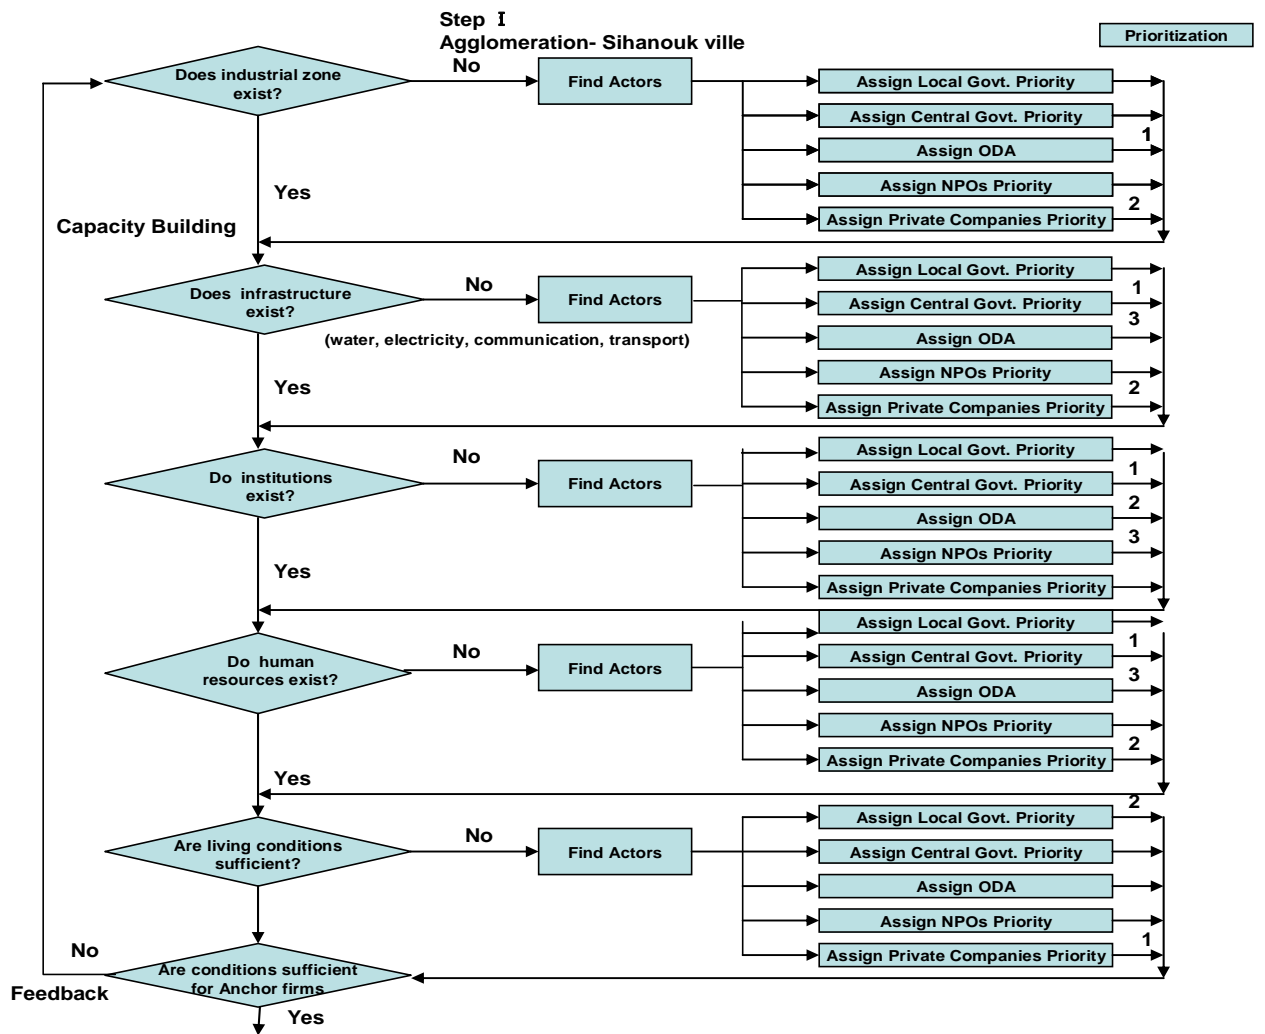 Step I
Agglomeration- Sihanouk ville
Prioritization
Does industrial zone
exist?
No
Find Actors
Assign Local Govt. Priority
Assign Central Govt. Priority
1
Assign ODA
Assign NPOs Priority
2
Assign Private Companies Priority
Yes
Capacity Building
Does infrastructure
exist?
No
Find Actors
(water, electricity, communication, transport)
Assign Local Govt. Priority
1
Assign Central Govt. Priority
3
Assign ODA
Assign NPOs Priority
2
Assign Private Companies Priority
Yes
Do institutions
exist?
No
Find Actors
Assign Local Govt. Priority
1
Assign Central Govt. Priority
2
Assign ODA
3
Assign NPOs Priority
Assign Private Companies Priority
Yes
Do human
resources exist?
No
Find Actors
Assign Local Govt. Priority
1
Assign Central Govt. Priority
3
Assign ODA
Assign NPOs Priority
2
Assign Private Companies Priority
Yes
Are living conditions
sufficient?
No
Find Actors
2
Assign Local Govt. Priority
Assign Central Govt. Priority
Assign ODA
Assign NPOs Priority
1
Assign Private Companies Priority
No
Feedback
Are conditions sufficient
for Anchor firms
Yes